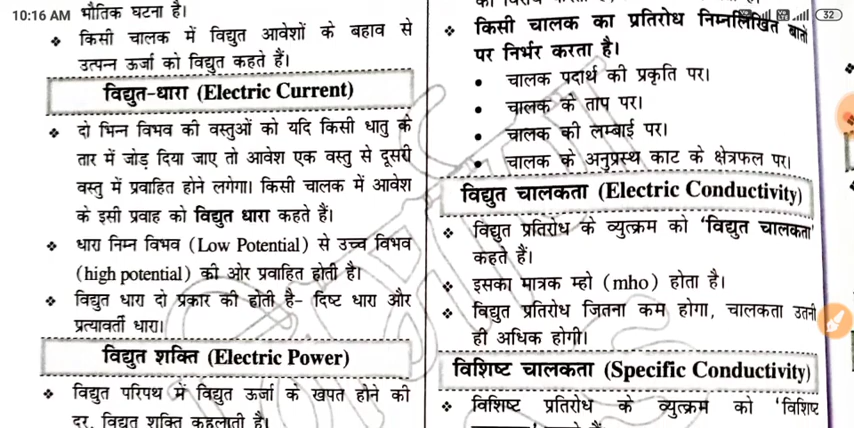 10:16 AM
32
भौतिक घटना है।
❖ किसी चालक में विद्युत आवेशों के बहाव से
उत्पन्न ऊर्जा को विद्युत कहते हैं।
विद्युत-धारा (Electric Current)
❖ दो भिन्न विभव की वस्तुओं को यदि किसी धातु के
तार में जोड़ दिया जाए तो आवेश एक वस्तु से दूसरी
वस्तु में प्रवाहित होने लगेगा। किसी चालक में आवेश
के इसी प्रवाह को विद्युत धारा कहते हैं।
❖ धारा निम्न विभव (Low Potential) से उच्च विभव
(high potential) की ओर प्रवाहित होती है।
❖ विद्युत धारा दो प्रकार की होती है- दिष्ट धारा और
प्रत्यावर्ती धारा।
विद्युत शक्ति (Electric Power)
❖ विद्युत परिपथ में विद्युत ऊर्जा के खपत होने की
दर, विद्युत शक्ति कहलाती है।
❖ किसी चालक का प्रतिरोध निम्नलिखित बातों
पर निर्भर करता है।
• चालक पदार्थ की प्रकृति पर।
• चालक के ताप पर।
• चालक की लम्बाई पर।
• चालक के अनुप्रस्थ काट के क्षेत्रफल पर।
विद्युत चालकता (Electric Conductivity)
❖ विद्युत प्रतिरोध के व्युत्क्रम को 'विद्युत चालकता'
कहते हैं।
❖ इसका मात्रक म्हो (mho) होता है।
❖ विद्युत प्रतिरोध जितना कम होगा, चालकता उतनी
ही अधिक होगी।
विशिष्ट चालकता (Specific Conductivity)
❖ विशिष्ट प्रतिरोध के व्युत्क्रम को 'विशिष्ट